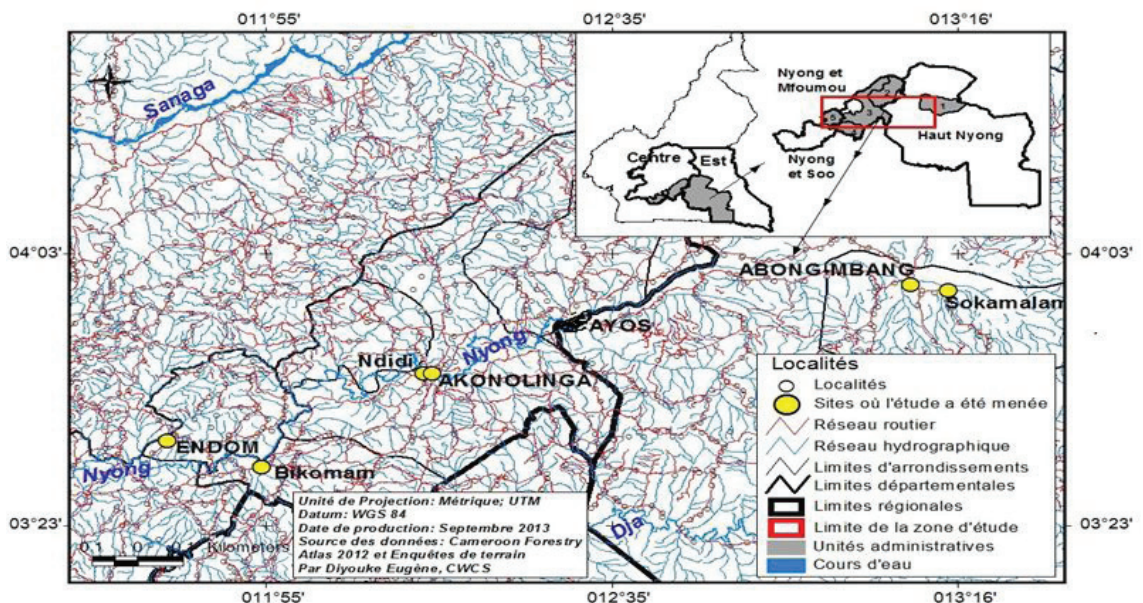 011°55' 012°35' 013°16'
Sanaga
Nyong et
Mfoumou
Haut Nyong
Nyong
et Soo
Centre Est
04°03' 04°03'
ABONG-MBANG
Sokamalam
AYOS
Nyong
Ndidi
AKONOLINGA
ENDOM
Nyong
Bikomam
Dja
03°23' 03°23'
Localités
Localités
Sites où l'étude a été menée
Réseau routier
Réseau hydrographique
Limites d'arrondissements
Limites départementales
Limites régionales
Limite de la zone d'étude
Unités administratives
Cours d'eau
Unité de Projection: Métrique; UTM
Datum: WGS 84
Date de production: Septembre 2013
Source des données: Cameroon Forestry
Atlas 2012 et Enquêtes de terrain
Par Diyouke Eugène, CWCS
Kilometers
011°55' 012°35' 013°16'